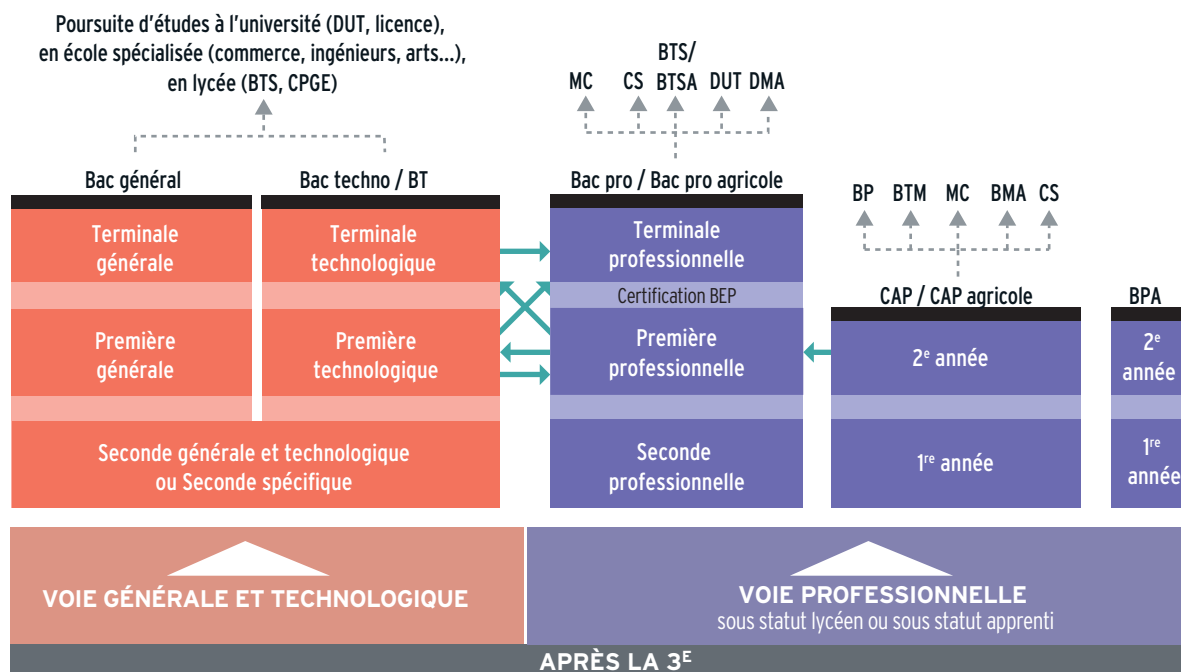 Poursuite d'études à l'université (DUT, licence),
en école spécialisée (commerce, ingénieurs, arts...),
en lycée (BTS, CPGE)
MC
CS
BTS/
BTSA
DUT
DMA
Bac général
Bac techno / BT
Bac pro / Bac pro agricole
BP
BTM
MC
BMA
CS
Terminale
générale
Terminale
technologique
Terminale
professionnelle
Certification BEP
CAP / CAP agricole
BPA
Première
générale
Première
technologique
Première
professionnelle
2e année
2e
année
Seconde générale et technologique
ou Seconde spécifique
Seconde
professionnelle
1re année
1re
année
VOIE GÉNÉRALE ET TECHNOLOGIQUE
VOIE PROFESSIONNELLE
sous statut lycéen ou sous statut apprenti
APRÈS LA 3E